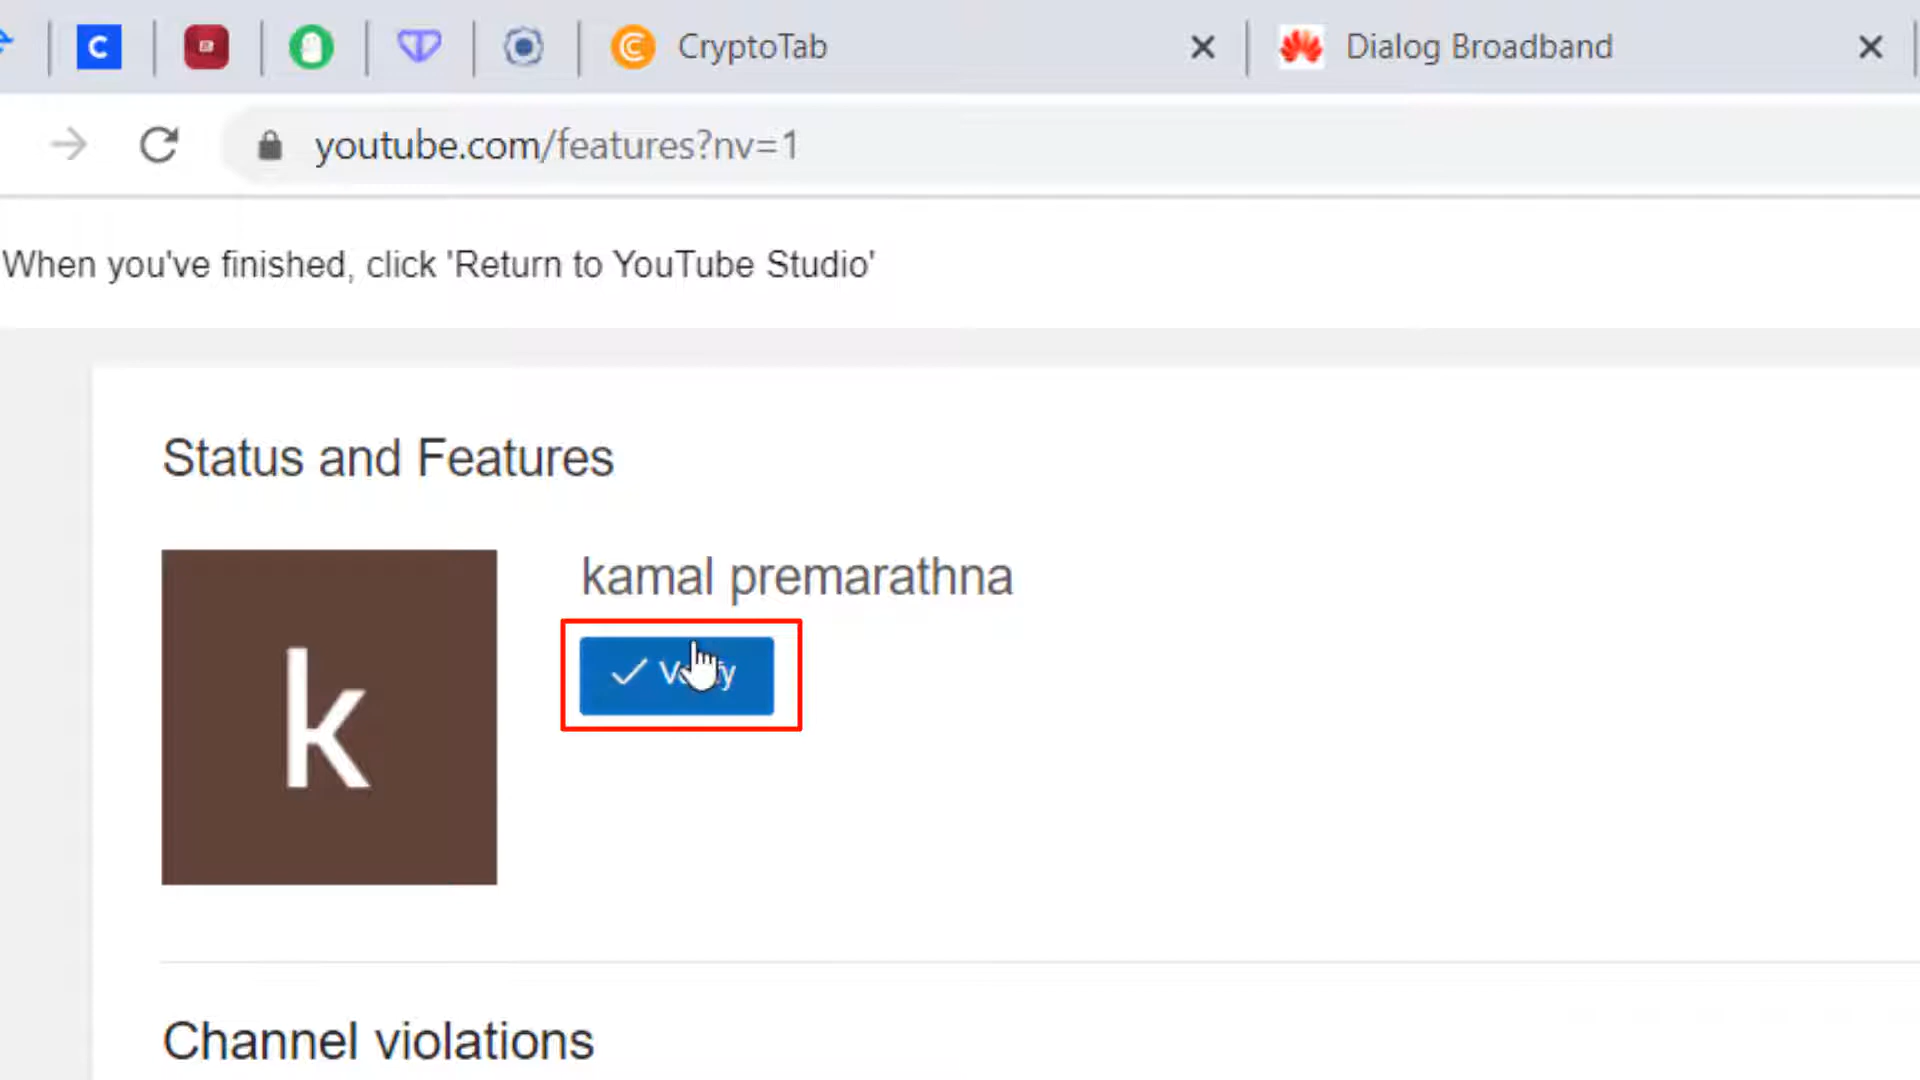 CryptoTab
Dialog Broadband
youtube.com/features?nv=1
When you've finished, click 'Return to YouTube Studio'
Status and Features
k
kamal premarathna
Verify
Channel violations